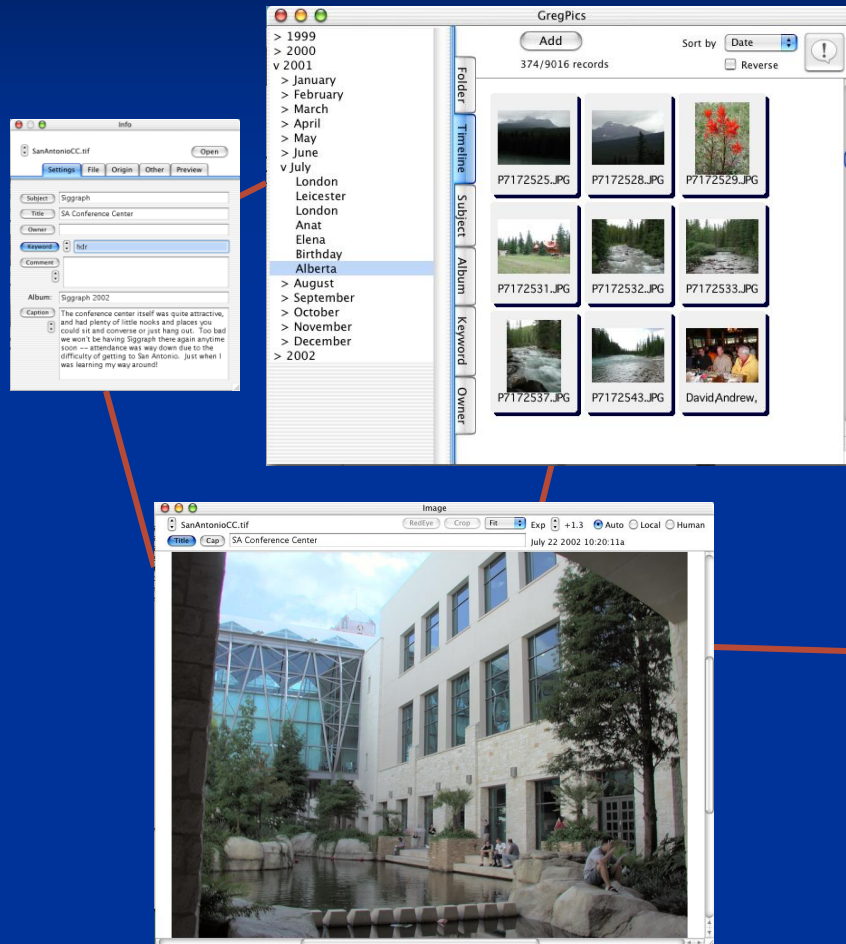 GregPics
> 1999
> 2000
v 2001
> January
> February
> March
> April
> May
> June
v July
London
Leicester
London
Anat
Elena
Birthday
Alberta
> August
> September
> October
> November
> December
> 2002
Add
Sort by Date
374/9016 records
Reverse
!
Folder
Timeline
Subject
Album
Keyword
Owner
P7172525.JPG P7172528.JPG P7172529.JPG
P7172531.JPG P7172532.JPG P7172533.JPG
P7172537.JPG P7172543.JPG David,Andrew,
Info
SanAntonioCC.tif Open
Settings File Origin Other Preview
Subject Siggraph
Title SA Conference Center
Owner
Keyword hdr
Comment
Album: Siggraph 2002
Caption The conference center itself was quite attractive,
and had plenty of little nooks and places you
could sit and converse or just hang out. Too bad
we won't be having Siggraph there again anytime
soon -- attendance was way down due to the
difficulty of getting to San Antonio. Just when I
was learning my way around!
Image
SanAntonioCC.tif RedEye Crop Fit Exp +1.3 Auto Local Human
Title Cap SA Conference Center July 22 2002 10:20:11a